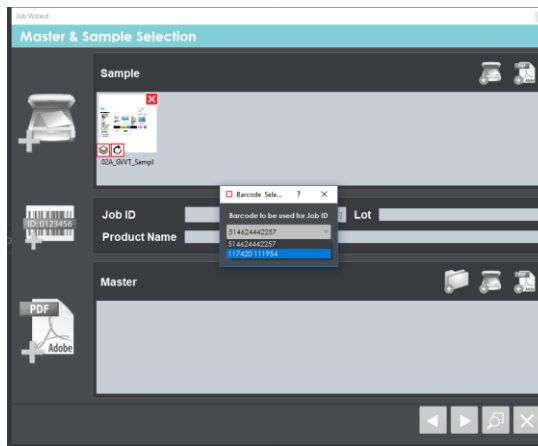 Job Wizard
Master & Sample Selection
Sample
02A_GWT_Sampl
Barcode Sele... ? ×
Barcode to be used for Job ID
514624442257
514624442257
117420111954
ID: 0123456
Job ID
Lot
Product Name
Master
PDF
Adobe